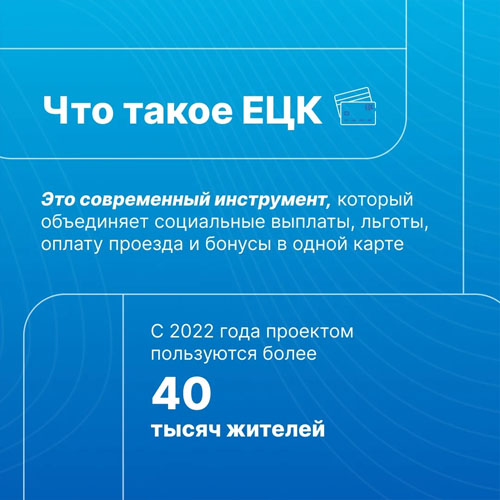 Что такое ЕЦК
Это современный инструмент, который
объединяет социальные выплаты, льготы,
оплату проезда и бонусы в одной карте
С 2022 года проектом
пользуются более
40
тысяч жителей